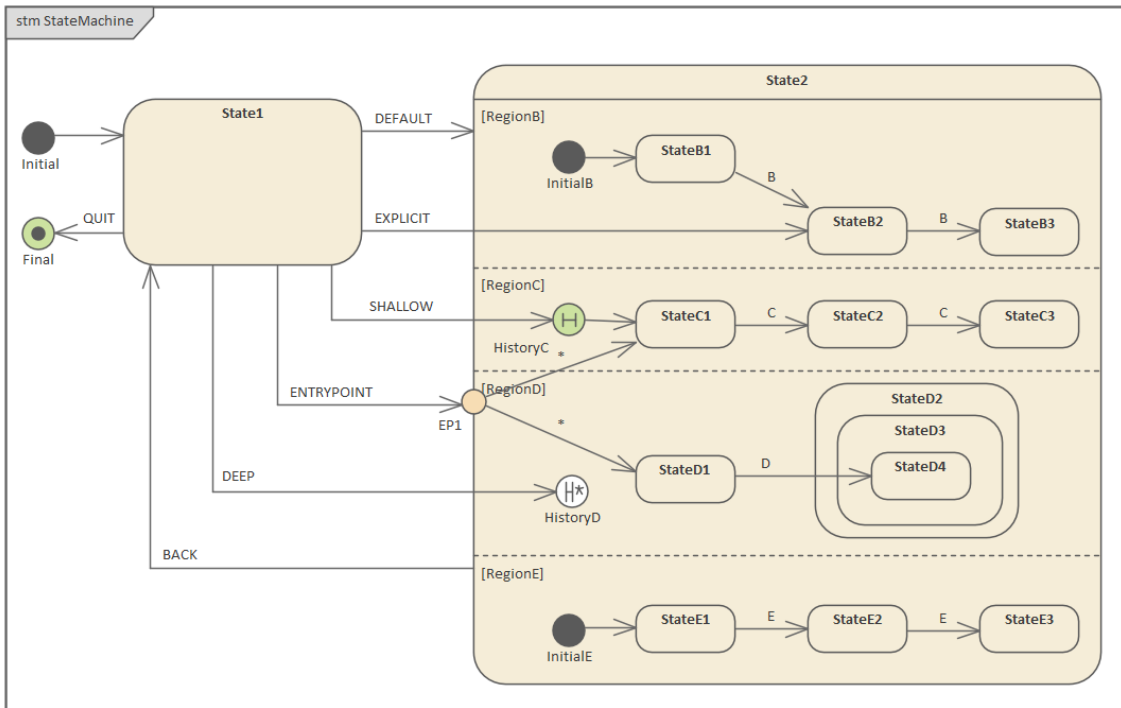 stm StateMachine
State1
State2
DEFAULT
[RegionB]
Initial
StateB1
InitialB
B
QUIT
EXPLICIT
StateB2
B
StateB3
Final
[RegionC]
SHALLOW
HistoryC
StateC1
C
StateC2
C
StateC3
*
ENTRYPOINT
EP1
[RegionD]
*
StateD1
D
StateD2
StateD3
StateD4
DEEP
H
H*
HistoryD
BACK
[RegionE]
InitialE
StateE1
E
StateE2
E
StateE3